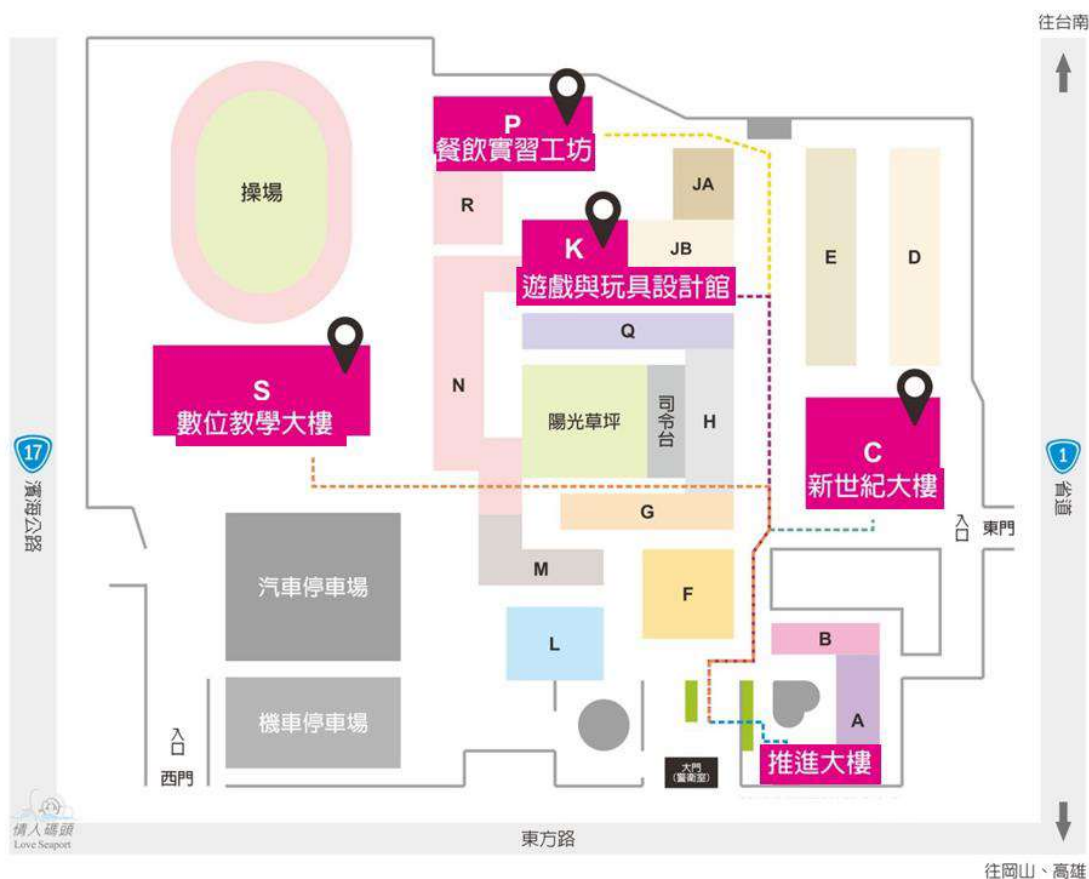 往台南
P
餐飲實習工坊
操場
R
JA
K
JB
遊戲與玩具設計館
E
D
Q
S
數位教學大樓
N
陽光草坪
司令台
H
C
新世紀大樓
17
濱海公路
1
省道
G
入口
東門
M
汽車停車場
F
L
B
A
機車停車場
入口
西門
推進大樓
大門
(警衛室)
情人碼頭
Love Seaport
東方路
往岡山、高雄